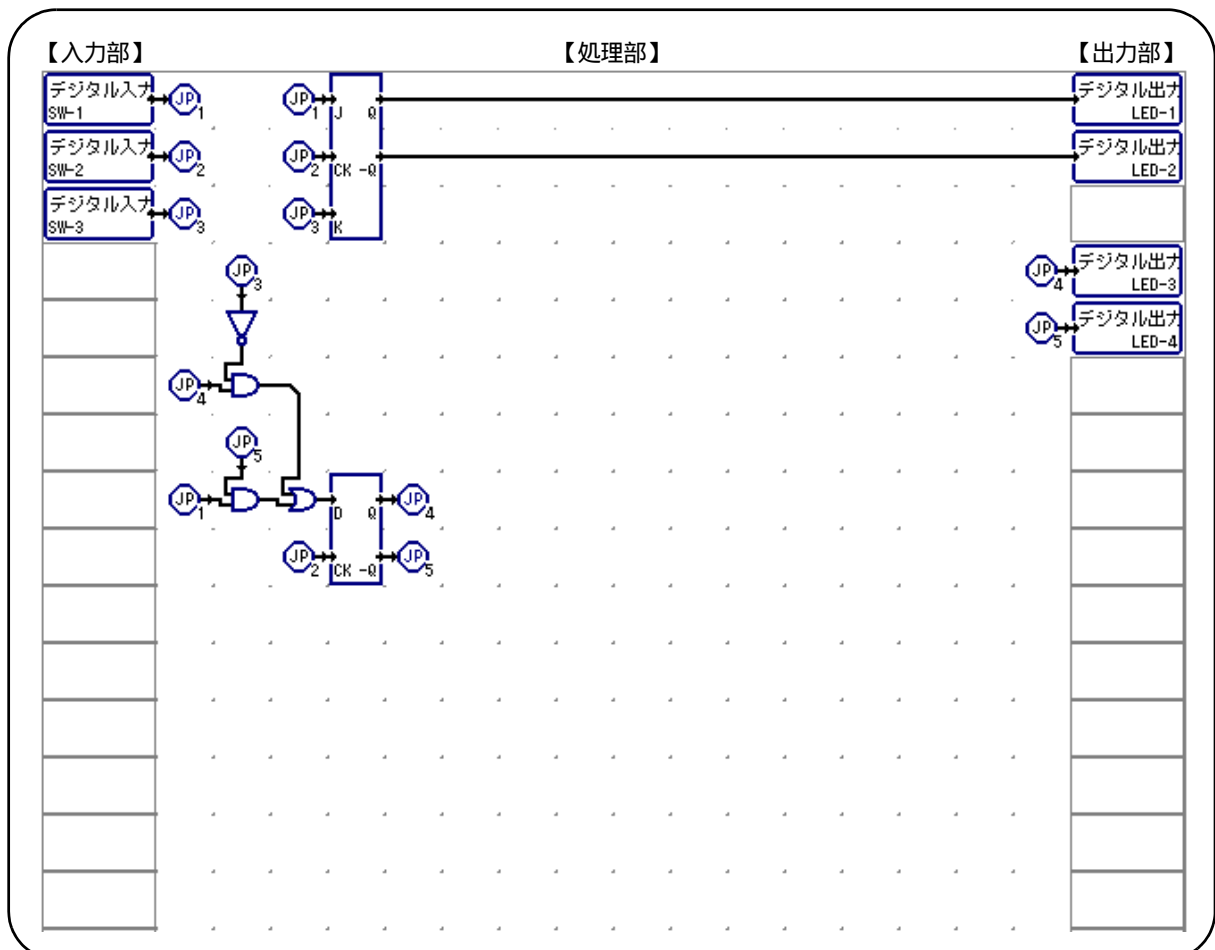 【入力部】 【処理部】 【出力部】
デジタル入力
SW-1
JP 1
JP 1
J Q
デジタル出力
LED-1
デジタル入力
SW-2
JP 2
JP 2
CK -Q
デジタル出力
LED-2
デジタル入力
SW-3
JP 3
JP 3
K
JP 3
JP 4
デジタル出力
LED-3
JP 5
デジタル出力
LED-4
JP 4
JP 5
JP 1
D Q
JP 4
JP 2
CK -Q
JP 5